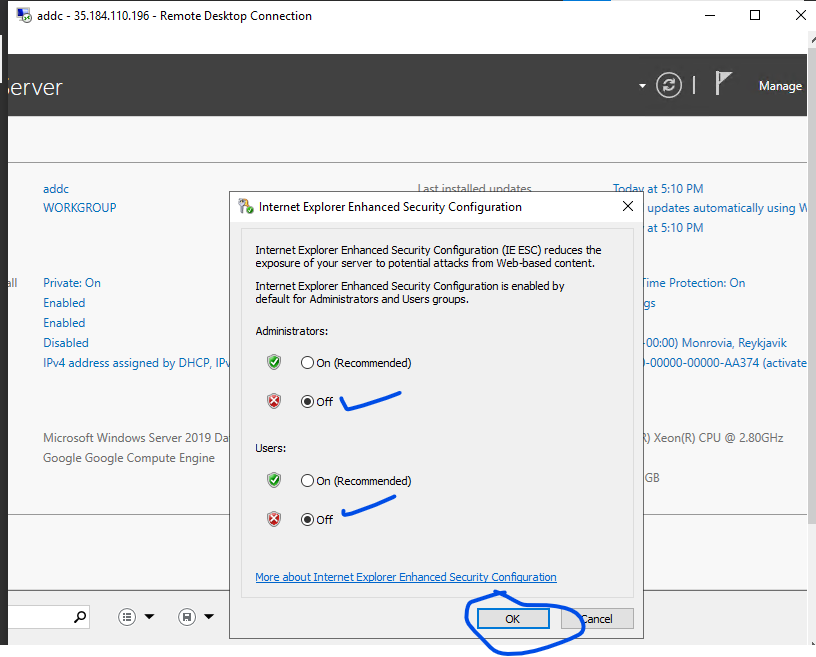 addc - 35.184.110.196 - Remote Desktop Connection
Server
Manage
addc
Last installed updates
Today at 5:10 PM
WORKGROUP
updates automatically using W
at 5:10 PM
Internet Explorer Enhanced Security Configuration
Internet Explorer Enhanced Security Configuration (IE ESC) reduces the
exposure of your server to potential attacks from Web-based content.
Internet Explorer Enhanced Security Configuration is enabled by
default for Administrators and Users groups.
Administrators:
On (Recommended)
Off
Users:
On (Recommended)
Off
More about Internet Explorer Enhanced Security Configuration
OK
Cancel
all
Private: On
Time Protection: On
Enabled
gs
Enabled
Disabled
-00:00) Monrovia, Reykjavik
IPv4 address assigned by DHCP, IPv
0-00000-00000-AA374 (activate
Microsoft Windows Server 2019 Da
R) Xeon(R) CPU @ 2.80GHz
Google Google Compute Engine
GB